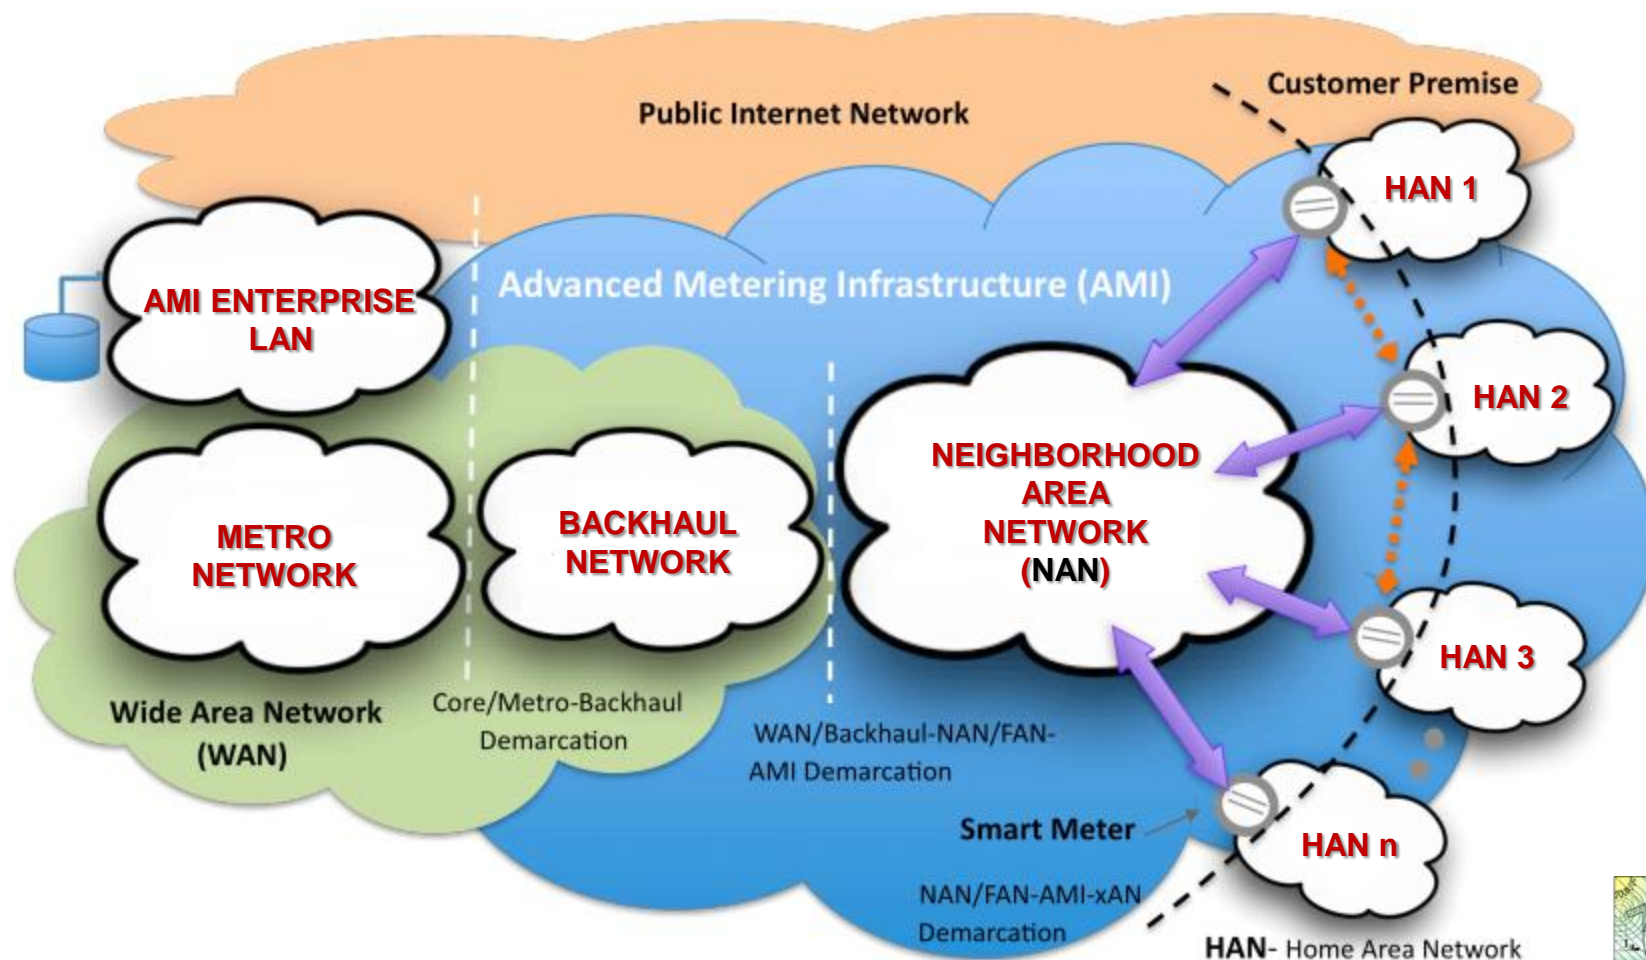 Public Internet Network
Customer Premise
HAN 1
AMI ENTERPRISE
LAN
Advanced Metering Infrastructure (AMI)
HAN 2
NEIGHBORHOOD
AREA
NETWORK
(NAN)
METRO
NETWORK
BACKHAUL
NETWORK
HAN 3
Wide Area Network
(WAN)
Core/Metro-Backhaul
Demarcation
WAN/Backhaul-NAN/FAN-
AMI Demarcation
Smart Meter
HAN n
NAN/FAN-AMI-xAN
Demarcation
HAN- Home Area Network